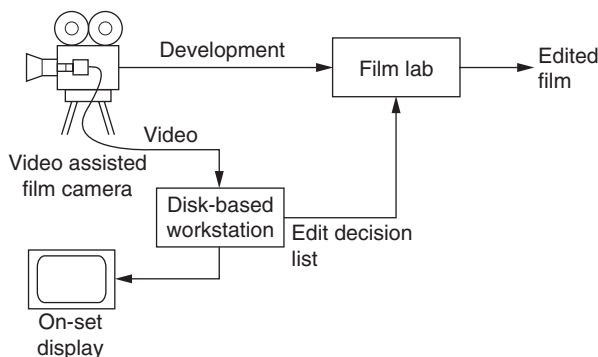 Development
Film lab
Edited
film
Video
Video assisted
film camera
Disk-based
workstation
Edit decision
list
On-set
display